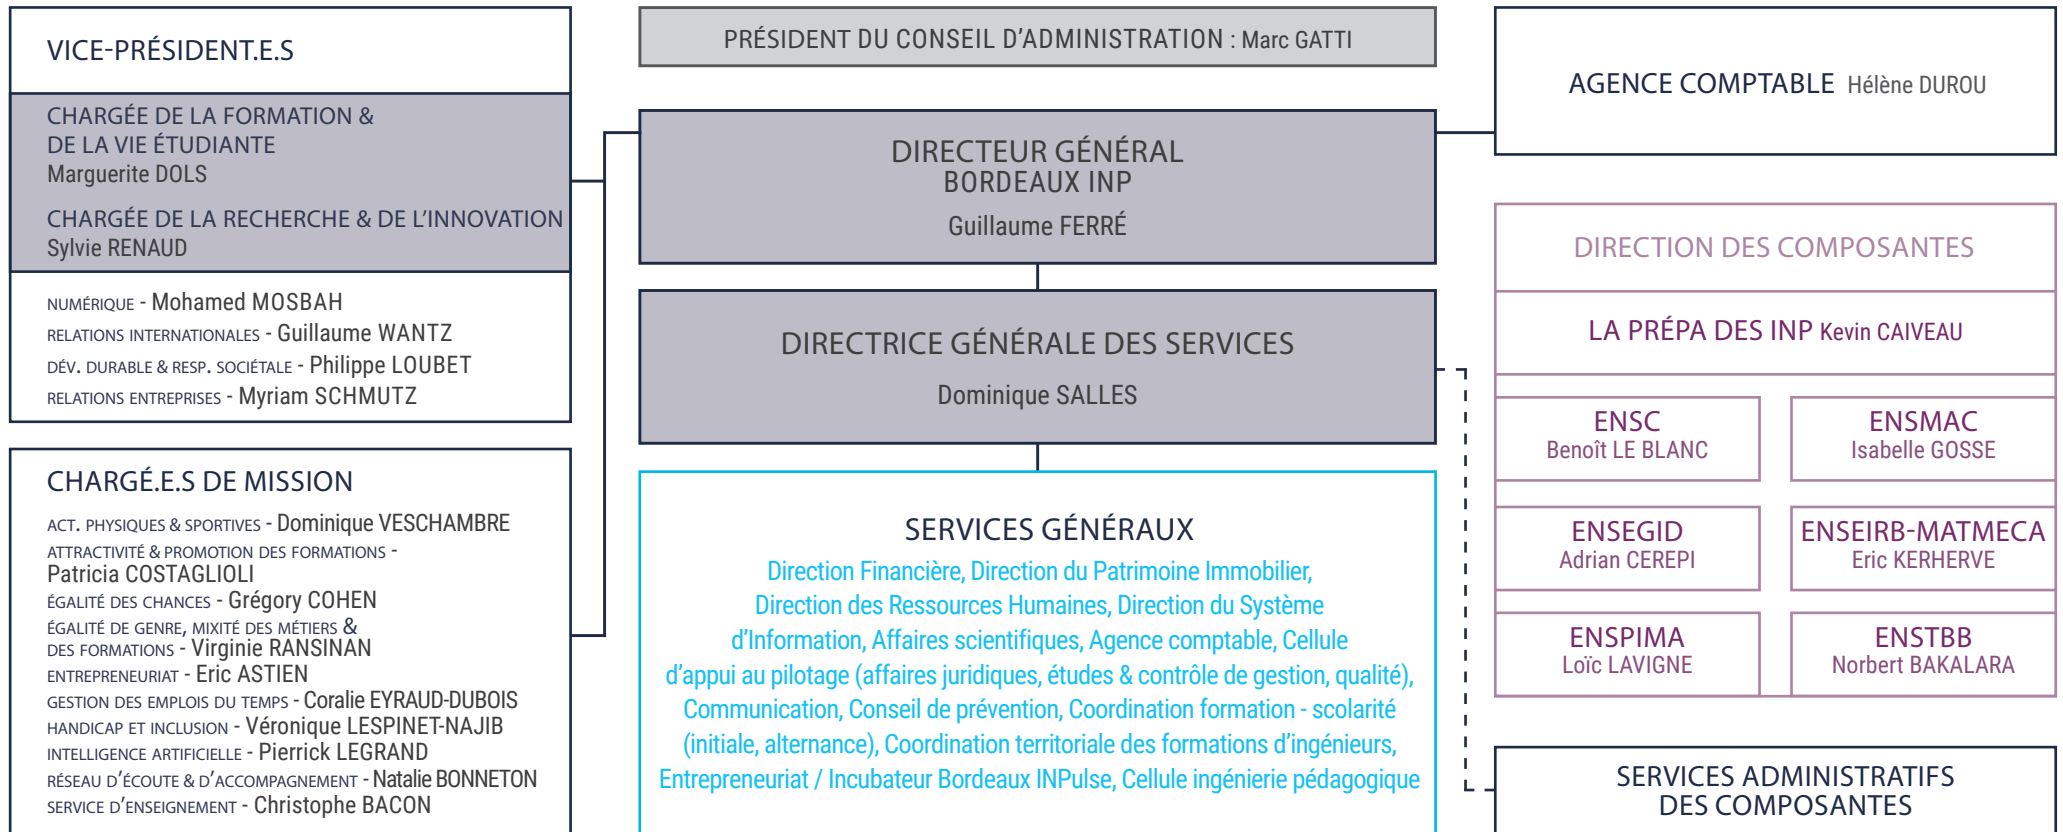 VICE-PRÉSIDENT.E.S
CHARGÉE DE LA FORMATION &
DE LA VIE ÉTUDIANTE
Marguerite DOLS
CHARGÉE DE LA RECHERCHE & DE L'INNOVATION
Sylvie RENAUD
NUMÉRIQUE - Mohamed MOSBAH
RELATIONS INTERNATIONALES - Guillaume WANTZ
DÉV. DURABLE & RESP. SOCIÉTALE - Philippe LOUBET
RELATIONS ENTREPRISES - Myriam SCHMUTZ
CHARGÉ.E.S DE MISSION
ACT. PHYSIQUES & SPORTIVES - Dominique VESCHAMBRE
ATTRACTIVITÉ & PROMOTION DES FORMATIONS -
Patricia COSTAGLIOLI
ÉGALITÉ DES CHANCES - Grégory COHEN
ÉGALITÉ DE GENRE, MIXITÉ DES MÉTIERS &
DES FORMATIONS - Virginie RANSINAN
ENTREPRENEURIAT - Eric ASTIEN
GESTION DES EMPLOIS DU TEMPS - Coralie EYRAUD-DUBOIS
HANDICAP ET INCLUSION - Véronique LESPINET-NAJIB
INTELLIGENCE ARTIFICIELLE - Pierrick LEGRAND
RÉSEAU D'ÉCOUTE & D'ACCOMPAGNEMENT - Natalie BONNETON
SERVICE D'ENSEIGNEMENT - Christophe BACON
PRÉSIDENT DU CONSEIL D'ADMINISTRATION : Marc GATTI
DIRECTEUR GÉNÉRAL
BORDEAUX INP
Guillaume FERRÉ
DIRECTRICE GÉNÉRALE DES SERVICES
Dominique SALLES
SERVICES GÉNÉRAUX
Direction Financière, Direction du Patrimoine Immobilier,
Direction des Ressources Humaines, Direction du Système
d'Information, Affaires scientifiques, Agence comptable, Cellule
d'appui au pilotage (affaires juridiques, études & contrôle de gestion, qualité),
Communication, Conseil de prévention, Coordination formation - scolarité
(initiale, alternance), Coordination territoriale des formations d'ingénieurs,
Entrepreneuriat / Incubateur Bordeaux INPulse, Cellule ingénierie pédagogique
AGENCE COMPTABLE Hélène DUROU
DIRECTION DES COMPOSANTES
LA PRÉPA DES INP Kevin CAIVEAU
ENSC
Benoît LE BLANC
ENSMAC
Isabelle GOSSE
ENSEGID
Adrian CEREPI
ENSEIRB-MATMECA
Eric KERHERVE
ENSPIMA
Loïc LAVIGNE
ENSTBB
Norbert BAKALARA
SERVICES ADMINISTRATIFS
DES COMPOSANTES